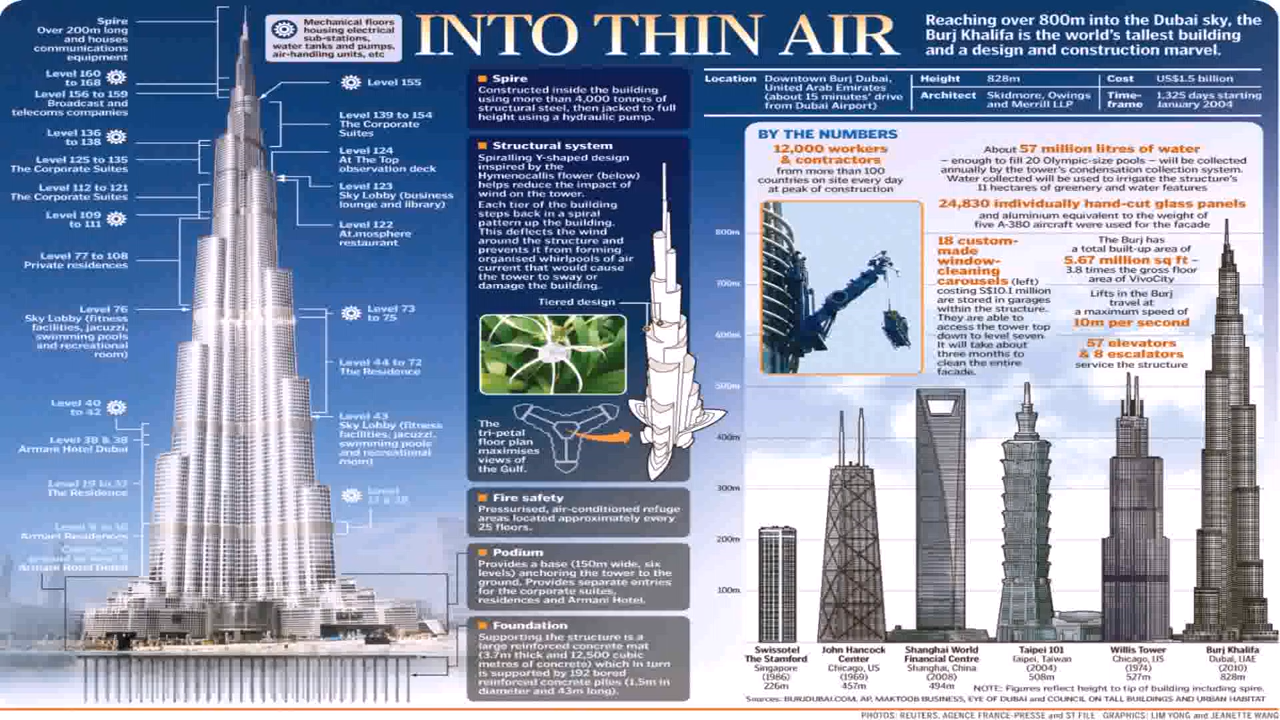 INTO THIN AIR
Reaching over 800m into the Dubai sky, the
Burj Khalifa is the world's tallest building
and a design and construction marvel.
Mechanical floors
housing electrical
sub-stations,
water tanks and pumps,
air-handling units, etc
Spire
Over 200m long
and houses
communications
equipment
Level 160
to 168
Level 156 to 159
Broadcast and
telecoms companies
Level 136
to 138
Level 125 to 135
The Corporate Suites
Level 112 to 121
The Corporate Suites
Level 109
to 111
Level 77 to 108
Private residences
Level 76
Sky Lobby (fitness
facilities, jacuzzi,
swimming pools
and recreational
room)
Level 40
to 42
Level 38 & 39
Armani Hotel Dubai
Level 19 to 37
The Residence
Armani Residences
Armani Hotel Dubai
Level 155
Level 139 to 154
The Corporate
Suites
Level 124
At The Top
observation deck
Level 123
Sky Lobby (business
lounge and library)
Level 122
At.mosphere
restaurant
Level 73
to 75
Level 44 to 72
The Residence
Level 43
Sky Lobby (fitness
facilities, jacuzzi,
swimming pools
and recreational
room)
Level
Spire
Constructed inside the building
using more than 4,000 tonnes of
structural steel, then jacked to full
height using a hydraulic pump.
Structural system
Spiralling Y-shaped design
inspired by the
Hymenocallis flower (below)
helps reduce the impact of
wind on the tower.
Each tier of the building
steps back in a spiral
pattern up the building.
This deflects the wind
around the structure and
prevents it from forming
organised whirlpools of air
current that would cause
the tower to sway or
damage the building.
Tiered design
The
tri-petal
floor plan
maximises
views of
the Gulf.
Fire safety
Pressurised, air-conditioned refuge
areas located approximately every
25 floors.
Podium
Provides a base (150m wide, six
levels) anchoring the tower to the
ground. Provides separate entries
for the corporate suites,
residences and Armani Hotel.
Foundation
Supporting the structure is a
large reinforced concrete mat
(3.7m thick and 12,500 cubic
metres of concrete) which in turn
is supported by 192 bored
reinforced concrete piles (1.5m in
diameter and 43m long).
Location Downtown Burj Dubai,
United Arab Emirates
(about 15 minutes' drive
from Dubai Airport)
Height 828m
Architect Skidmore, Owings
and Merrill LLP
Cost US$1.5 billion
Time-
frame 1,325 days starting
January 2004
BY THE NUMBERS
12,000 workers
& contractors
from more than 100
countries on site every day
at peak of construction
About 57 million litres of water
– enough to fill 20 Olympic-size pools – will be collected
annually by the tower's condensation collection system.
Water collected will be used to irrigate the structure's
11 hectares of greenery and water features
24,830 individually hand-cut glass panels
and aluminium equivalent to the weight of
five A-380 aircraft were used for the facade
18 custom-
made
window-
cleaning
carousels (left)
costing S$10.1 million
are stored in garages
within the structure.
They are able to
access the tower top
down to level seven.
It will take about
three months to
clean the entire
facade.
The Burj has
a total built-up area of
5.67 million sq ft –
3.8 times the gross floor
area of VivoCity
Lifts in the Burj
travel at
a maximum speed of
10m per second
57 elevators
& 8 escalators
service the structure
800m
700m
600m
500m
400m
300m
200m
100m
Swissotel
The Stamford
Singapore
(1986)
226m
John Hancock
Center
Chicago, US
(1969)
457m
Shanghai World
Financial Centre
Shanghai, China
(2008)
494m
Taipei 101
Taipei, Taiwan
(2004)
508m
Willis Tower
Chicago, US
(1974)
527m
Burj Khalifa
Dubai, UAE
(2010)
828m
NOTE: Figures reflect height to tip of building including spire.
Sources: BURJDUBAI.COM, AP, MAKTOOB BUSINESS, EYE OF DUBAI and COUNCIL ON TALL BUILDINGS AND URBAN HABITAT
PHOTOS: REUTERS, AGENCE FRANCE-PRESSE and ST FILE GRAPHICS: LIM YONG and JEANETTE WANG